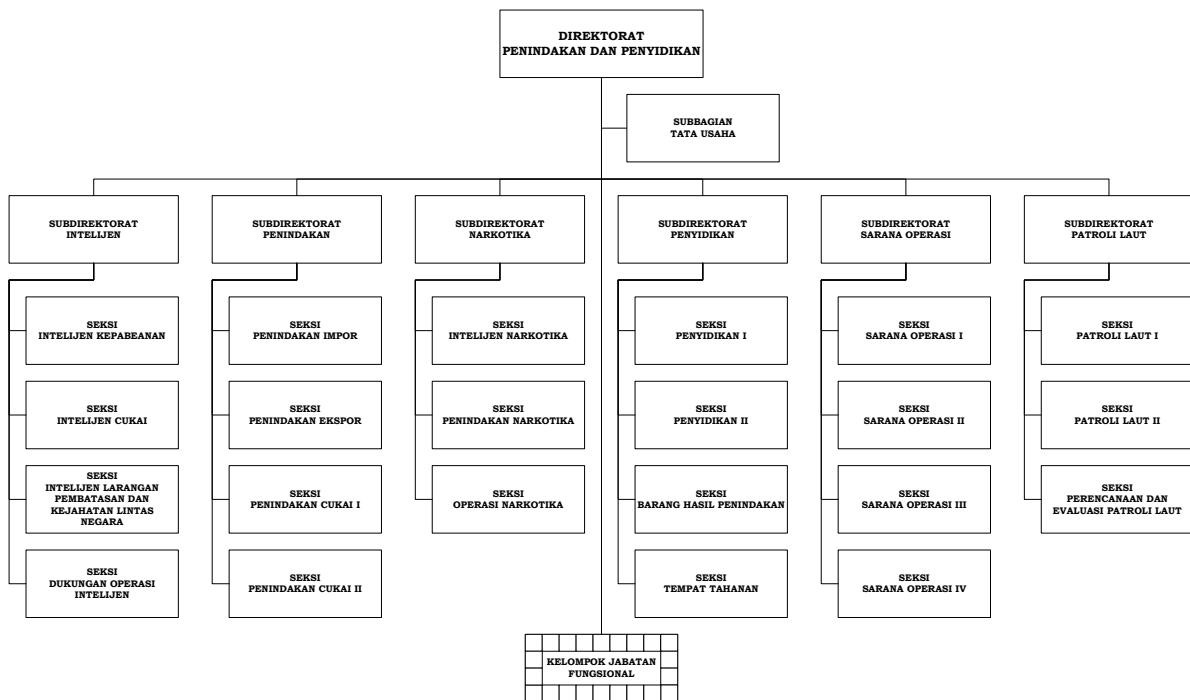 DIREKTORAT
PENINDAKAN DAN PENYIDIKAN
SUBBAGIAN
TATA USAHA
SUBDIREKTORAT
INTELIJEN
SUBDIREKTORAT
PENINDAKAN
SUBDIREKTORAT
NARKOTIKA
SUBDIREKTORAT
PENYIDIKAN
SUBDIREKTORAT
SARANA OPERASI
SUBDIREKTORAT
PATROLI LAUT
SEKSI
INTELIJEN KEPABEANAN
SEKSI
PENINDAKAN IMPOR
SEKSI
INTELIJEN NARKOTIKA
SEKSI
PENYIDIKAN I
SEKSI
SARANA OPERASI I
SEKSI
PATROLI LAUT I
SEKSI
INTELIJEN CUKAI
SEKSI
PENINDAKAN EKSPOR
SEKSI
PENINDAKAN NARKOTIKA
SEKSI
PENYIDIKAN II
SEKSI
SARANA OPERASI II
SEKSI
PATROLI LAUT II
SEKSI
INTELIJEN LARANGAN
PEMBATASAN DAN
KEJAHATAN LINTAS
NEGARA
SEKSI
PENINDAKAN CUKAI I
SEKSI
OPERASI NARKOTIKA
SEKSI
BARANG HASIL PENINDAKAN
SEKSI
SARANA OPERASI III
SEKSI
PERENCANAAN DAN
EVALUASI PATROLI LAUT
SEKSI
DUKUNGAN OPERASI
INTELIJEN
SEKSI
PENINDAKAN CUKAI II
SEKSI
TEMPAT TAHANAN
SEKSI
SARANA OPERASI IV
KELOMPOK JABATAN
FUNGSIONAL